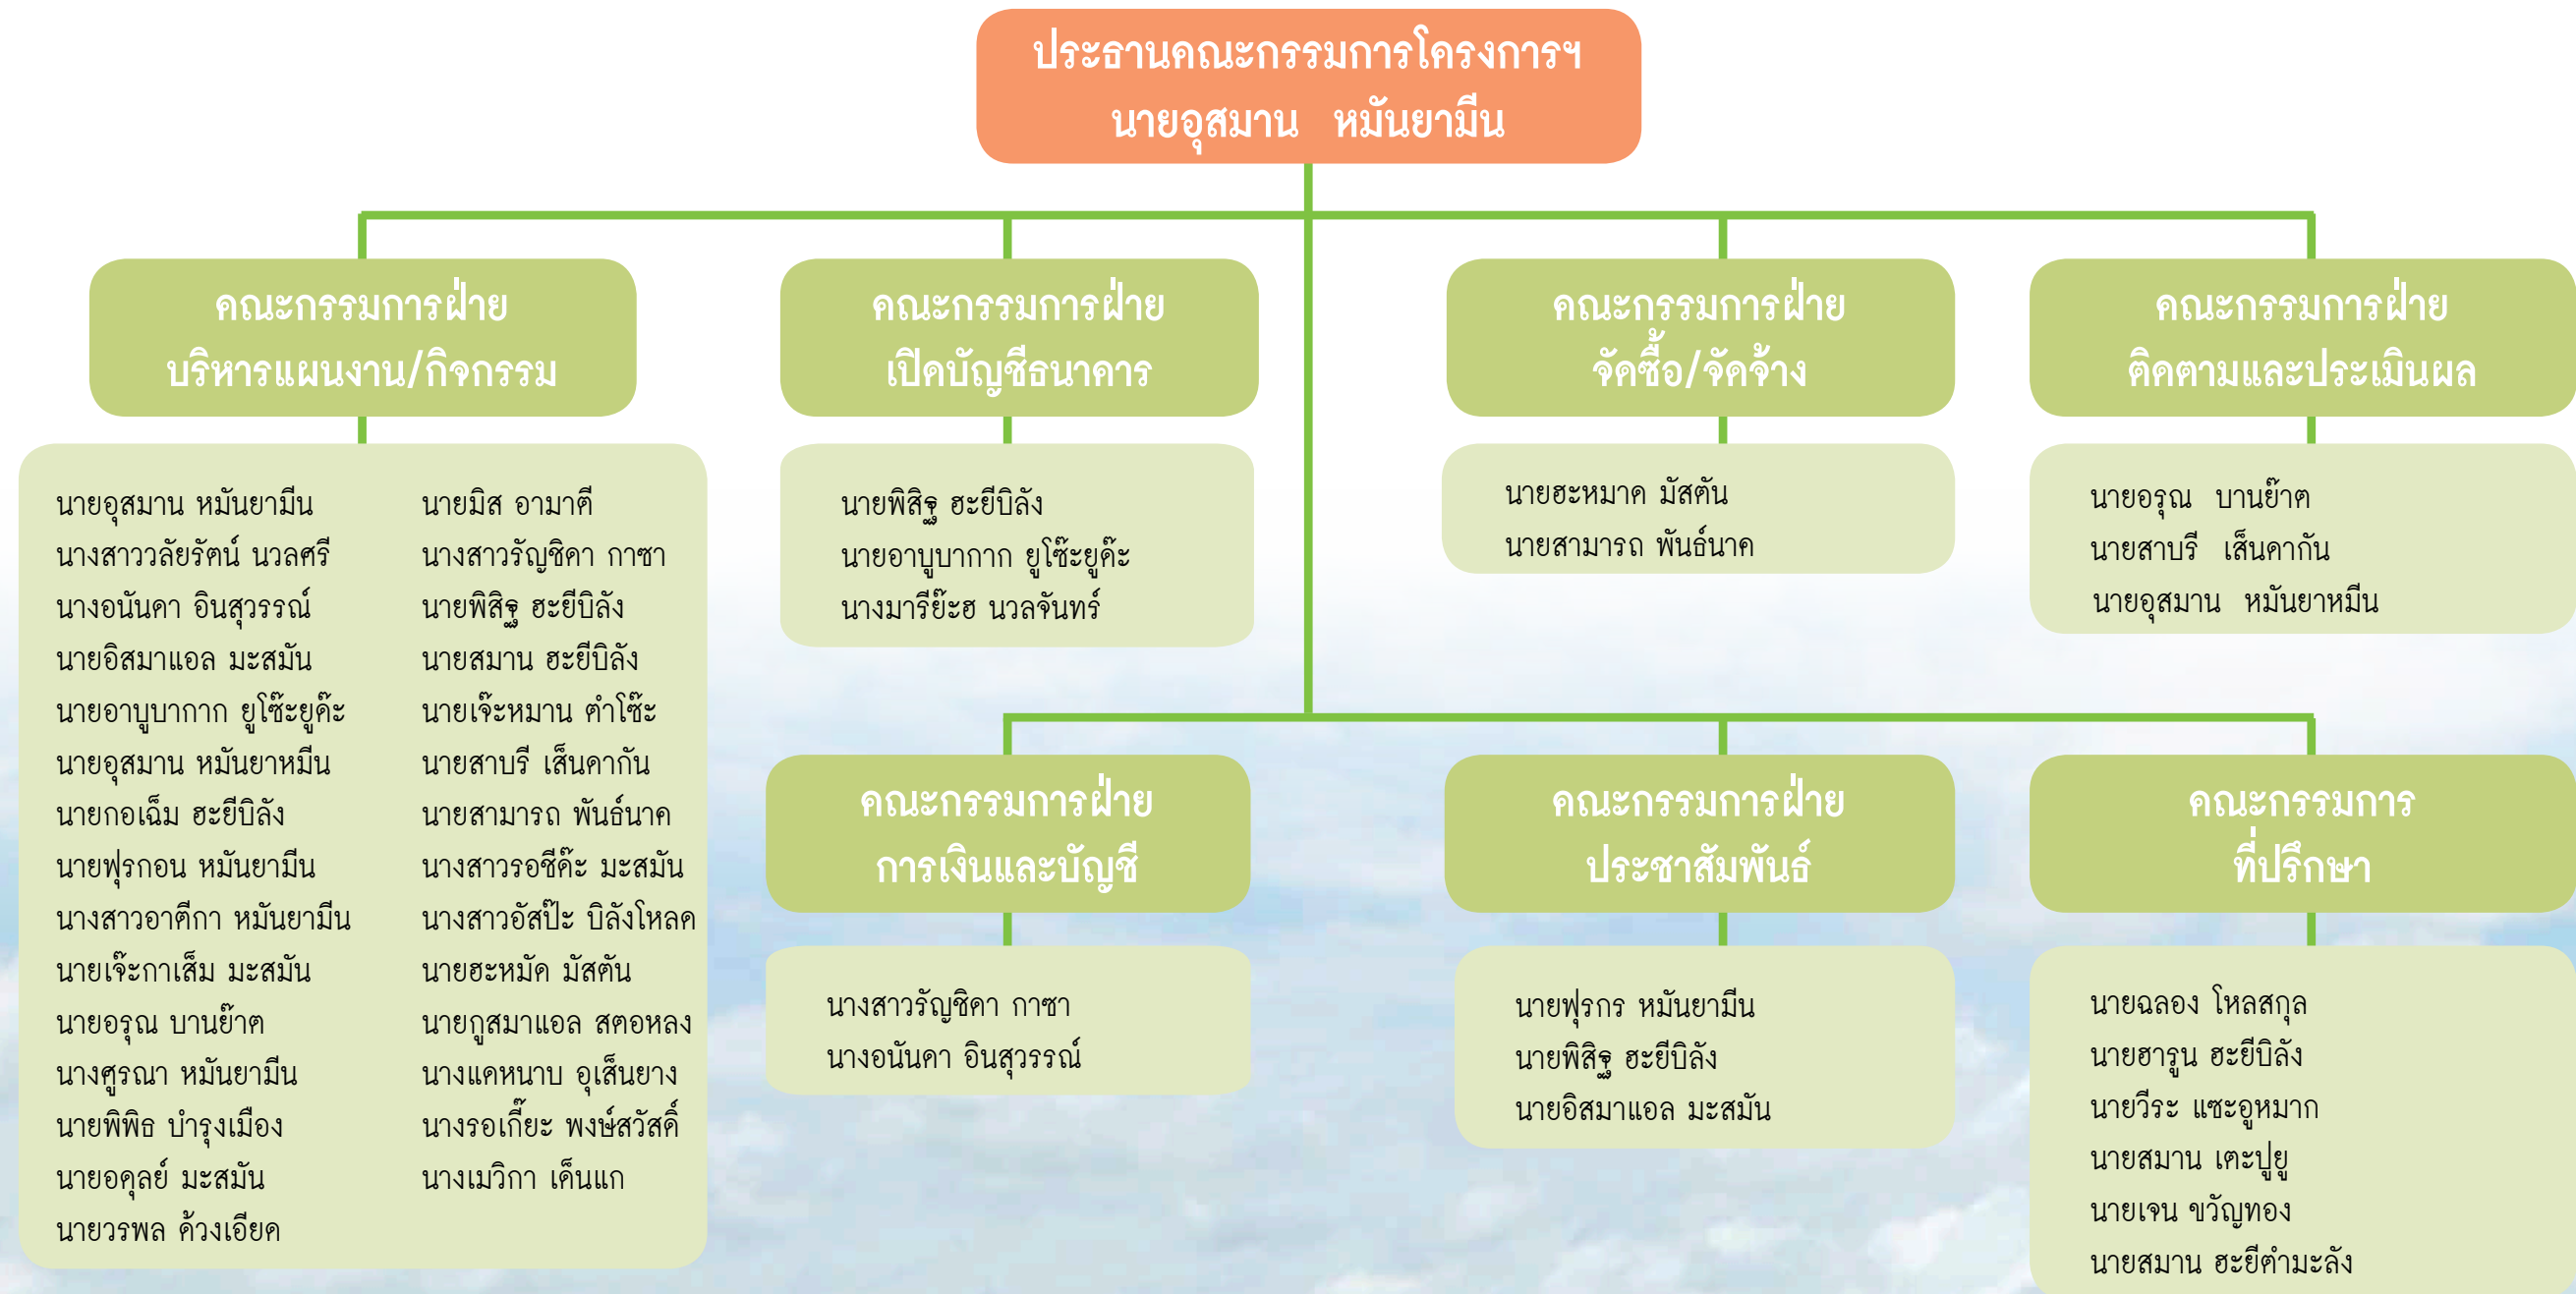 ประธานคณะกรรมการโครงการฯ
นายอุสมาน หมันยามีน
คณะกรรมการฝ่าย
บริหารแผนงาน/กิจกรรม
นายอุสมาน หมันยามีน
นางสาววลัยรัตน์ นวลศรี
นางอนันดา อินสุวรรณ์
นายอิสมาแอล มะสมัน
นายอาบูบากาก ยูโซ๊ะยูด๊ะ
นายอุสมาน หมันยาหมีน
นายกอเฉ็ม ฮะยีบิลัง
นายฟุรกอน หมันยามีน
นางสาวอาตีกา หมันยามีน
นายเจ๊ะกาเส็ม มะสมัน
นายอรุณ บานย๊าต
นางศูรณา หมันยามีน
นายพิพิธ บำรุงเมือง
นายอดุลย์ มะสมัน
นายวรพล ด้วงเอียด
นายมิส อามาตี
นางสาวรัญชิดา กาซา
นายพิสิฐ ฮะยีบิลัง
นายสมาน ฮะยีบิลัง
นายเจ๊ะหมาน ตำโซ๊ะ
นายสาบรี เส็นดากัน
นายสามารถ พันธ์นาค
นางสาวรอซีด๊ะ มะสมัน
นางสาวอัสป๊ะ บิลังโหลด
นายฮะหมัด มัสตัน
นายกูสมาแอล สตอหลง
นางแดหนาบ อุเส็นยาง
นางรอเกี๊ยะ พงษ์สวัสดิ์
นางเมวิกา เด็นแก
คณะกรรมการฝ่าย
เปิดบัญชีธนาคาร
นายพิสิฐ ฮะยีบิลัง
นายอาบูบากาก ยูโซ๊ะยูด๊ะ
นางมารีย๊ะฮ นวลจันทร์
คณะกรรมการฝ่าย
จัดซื้อ/จัดจ้าง
นายฮะหมาด มัสตัน
นายสามารถ พันธ์นาค
คณะกรรมการฝ่าย
ติดตามและประเมินผล
นายอรุณ บานย๊าต
นายสาบรี เส็นดากัน
นายอุสมาน หมันยาหมีน
คณะกรรมการฝ่าย
การเงินและบัญชี
นางสาวรัญชิดา กาซา
นางอนันดา อินสุวรรณ์
คณะกรรมการฝ่าย
ประชาสัมพันธ์
นายฟุรกร หมันยามีน
นายพิสิฐ ฮะยีบิลัง
นายอิสมาแอล มะสมัน
คณะกรรมการ
ที่ปรึกษา
นายฉลอง โหลสกุล
นายฮารูน ฮะยีบิลัง
นายวีระ แซะอูหมาก
นายสมาน เตะปูยู
นายเจน ขวัญทอง
นายสมาน ฮะยีตำมะลัง